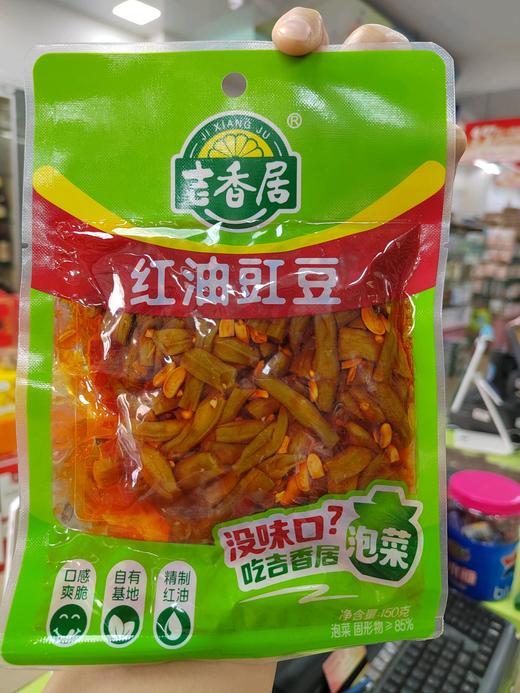 JI XIANG JU
®
吉香居
红油豇豆
没味口?
吃吉香居
泡菜
口感
爽脆
自有
基地
精制
红油
净含量:150克
泡菜 固形物≥85%